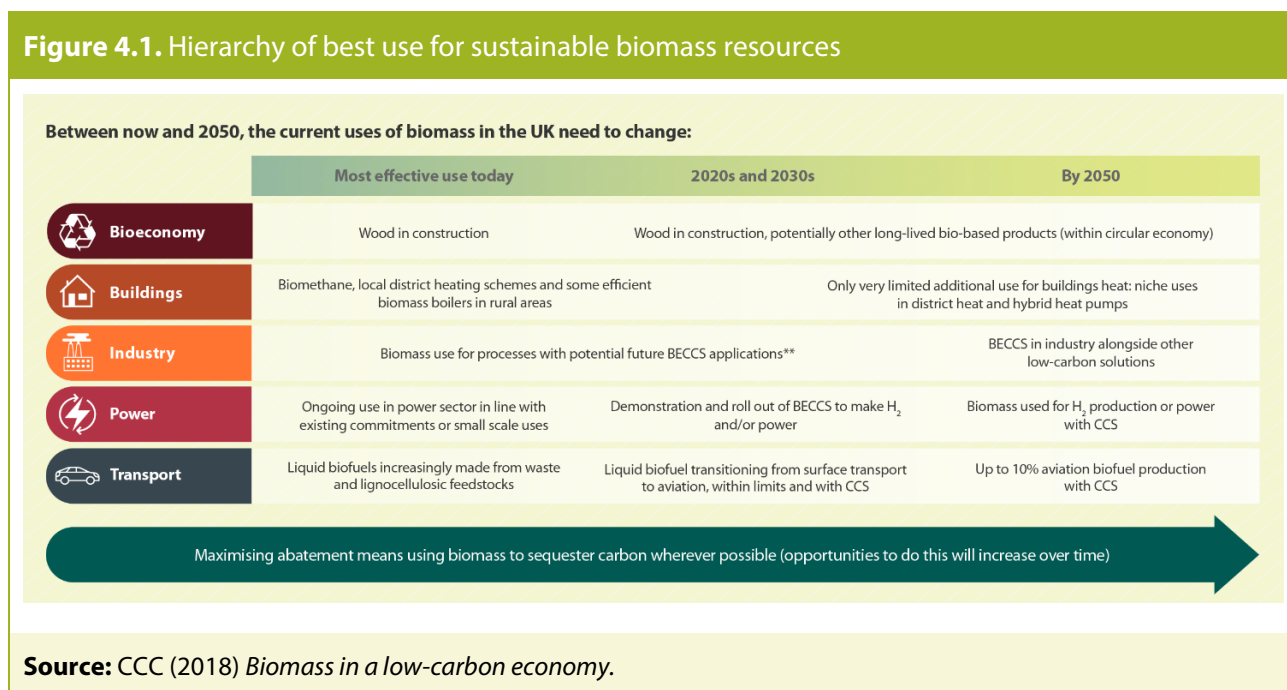 Figure 4.1. Hierarchy of best use for sustainable biomass resources
Between now and 2050, the current uses of biomass in the UK need to change:
Most effective use today
2020s and 2030s
By 2050
Bioeconomy
Wood in construction
Wood in construction, potentially other long-lived bio-based products (within circular economy)
Buildings
Biomethane, local district heating schemes and some efficient
biomass boilers in rural areas
Only very limited additional use for buildings heat: niche uses
in district heat and hybrid heat pumps
Industry
Biomass use for processes with potential future BECCS applications**
BECCS in industry alongside other
low-carbon solutions
Power
Ongoing use in power sector in line with
existing commitments or small scale uses
Demonstration and roll out of BECCS to make H₂
and/or power
Biomass used for H₂ production or power
with CCS
Transport
Liquid biofuels increasingly made from waste
and lignocellulosic feedstocks
Liquid biofuel transitioning from surface transport
to aviation, within limits and with CCS
Up to 10% aviation biofuel production
with CCS
Maximising abatement means using biomass to sequester carbon wherever possible (opportunities to do this will increase over time)
Source: CCC (2018) Biomass in a low-carbon economy.